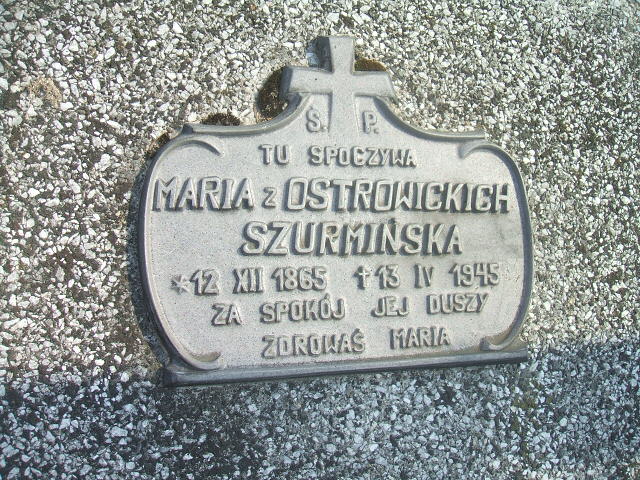 Ś. P.
TU SPOCZYWA
MARIA Z OSTROWICKICH
SZURMIŃSKA
*12 XII 1865 †13 IV 1945
ZA SPOKÓJ JEJ DUSZY
ZDROWAŚ MARIA